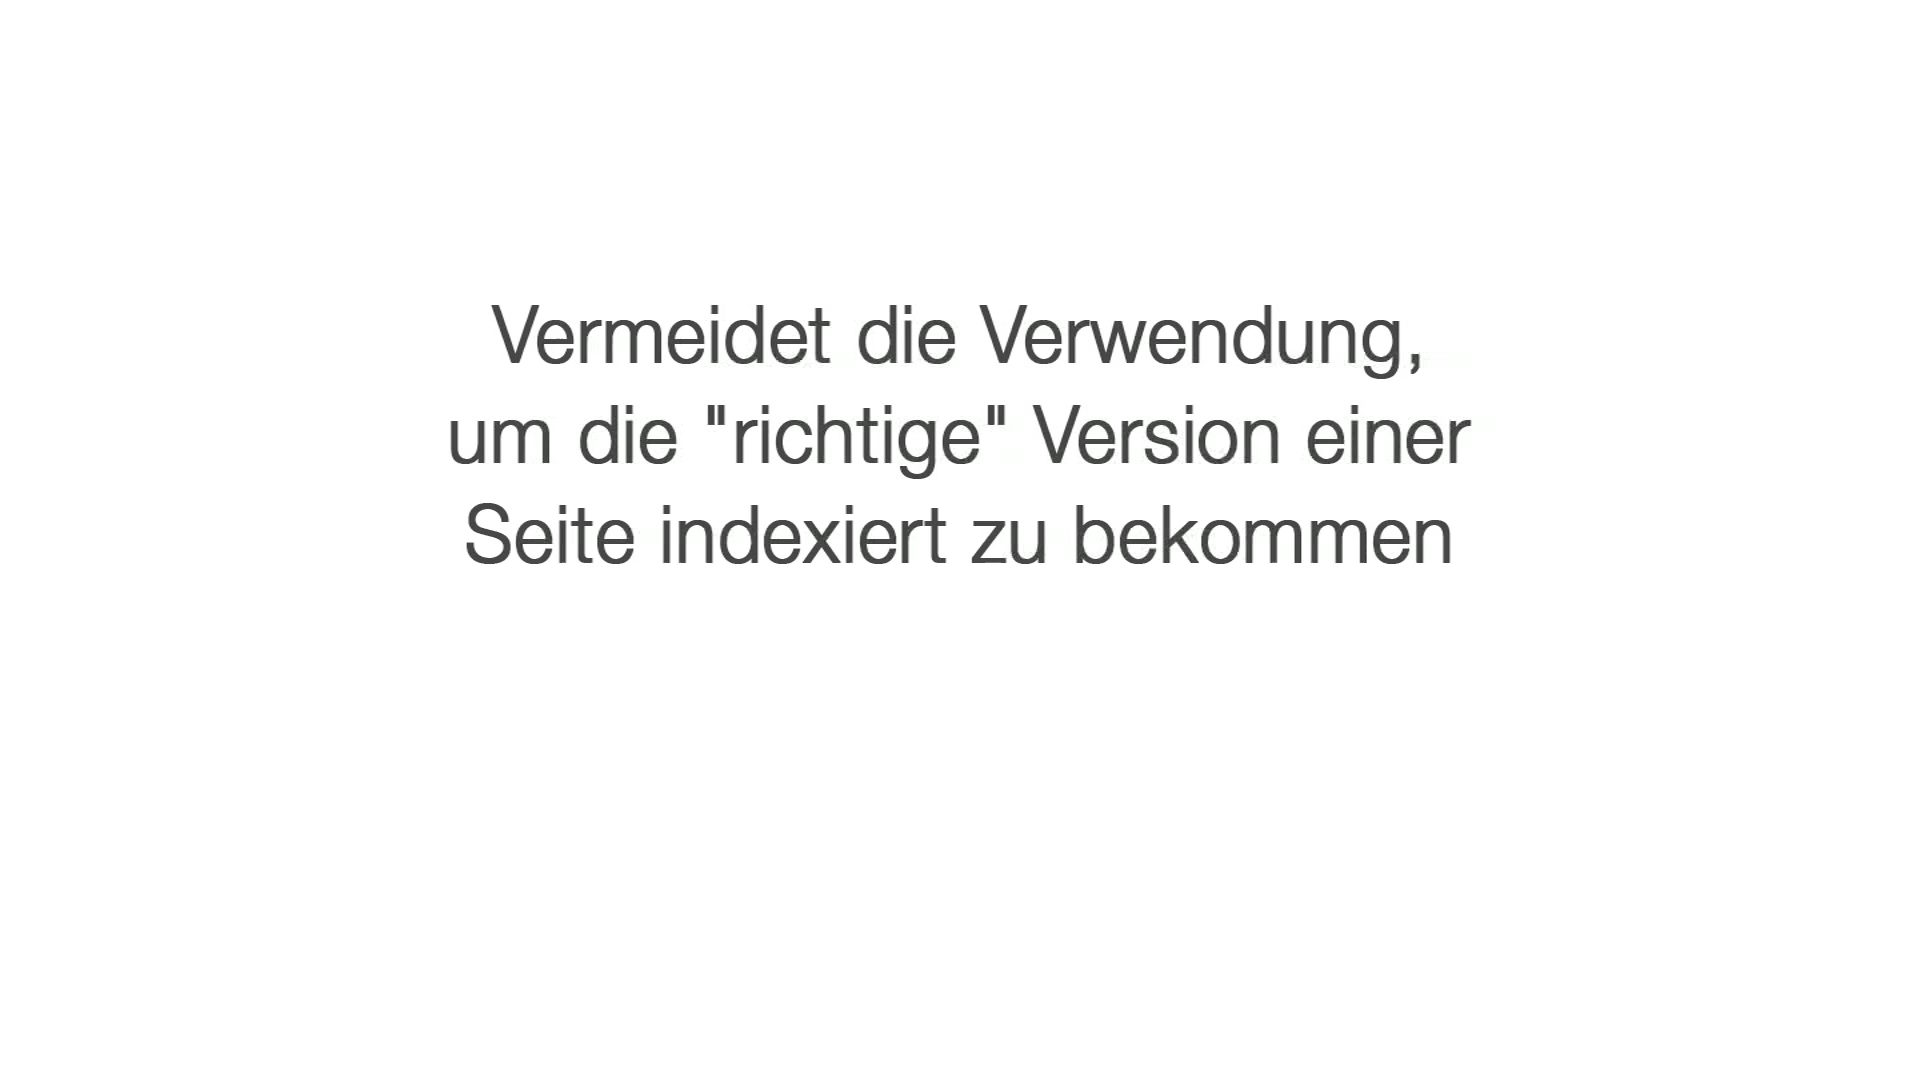 Vermeidet die Verwendung,
um die "richtige" Version einer
Seite indexiert zu bekommen